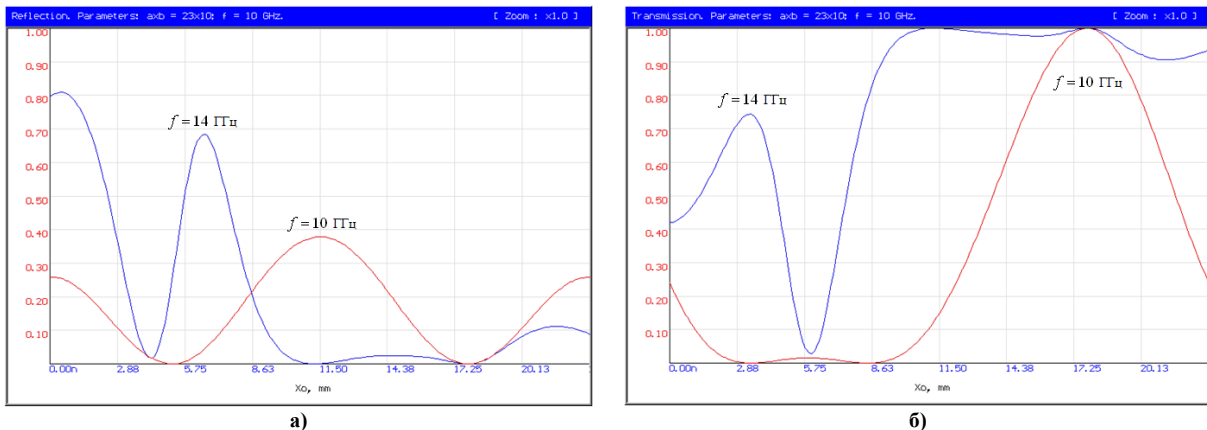 Reflection. Parameters: axb = 23x10; f = 10 GHz. [ Zoom : x1.0 ]
1.00
0.90
0.80
f = 14 ГГц
0.70
0.60
0.50
f = 10 ГГц
0.40
0.30
0.20
0.10
0.00n 2.88 5.75 8.63 11.50 14.38 17.25 20.13
Xo, mm
а)
Transmission. Parameters: axb = 23x10; f = 10 GHz. [ Zoom : x1.0 ]
1.00
0.90
f = 10 ГГц
0.80
f = 14 ГГц
0.70
0.60
0.50
0.40
0.30
0.20
0.10
0.00n 2.88 5.75 8.63 11.50 14.38 17.25 20.13
Xo, mm
б)